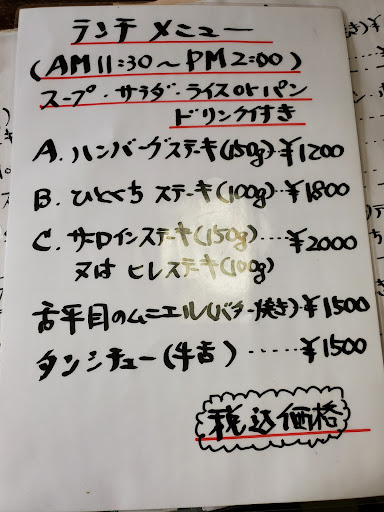 ランチ メニュー
(AM 11:30〜PM 2:00)
スープ・サラダ・ライスorパン
ドリンク付き
A. ハンバーグステーキ(150g)・¥1200
B. ひとくち ステーキ(100g)・¥1800
C. サーロインステーキ(150g)....¥2000
又は ヒレステーキ(100g)
舌平目のムニエル(バター焼き)・¥1500
タンシチュー(牛舌).....¥1500
税込価格